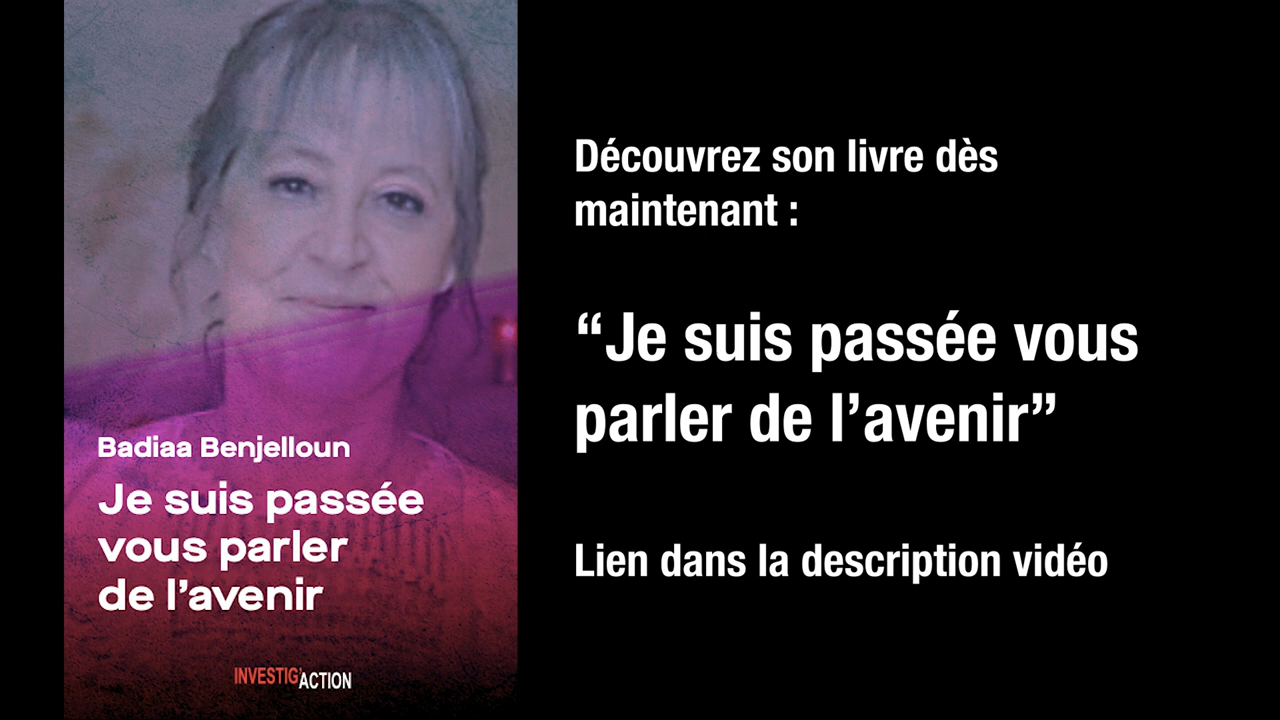 Badiaa Benjelloun
Je suis passée
vous parler
de l’avenir
INVESTIG’ACTION
Découvrez son livre dès
maintenant :
“Je suis passée vous
parler de l’avenir”
Lien dans la description vidéo